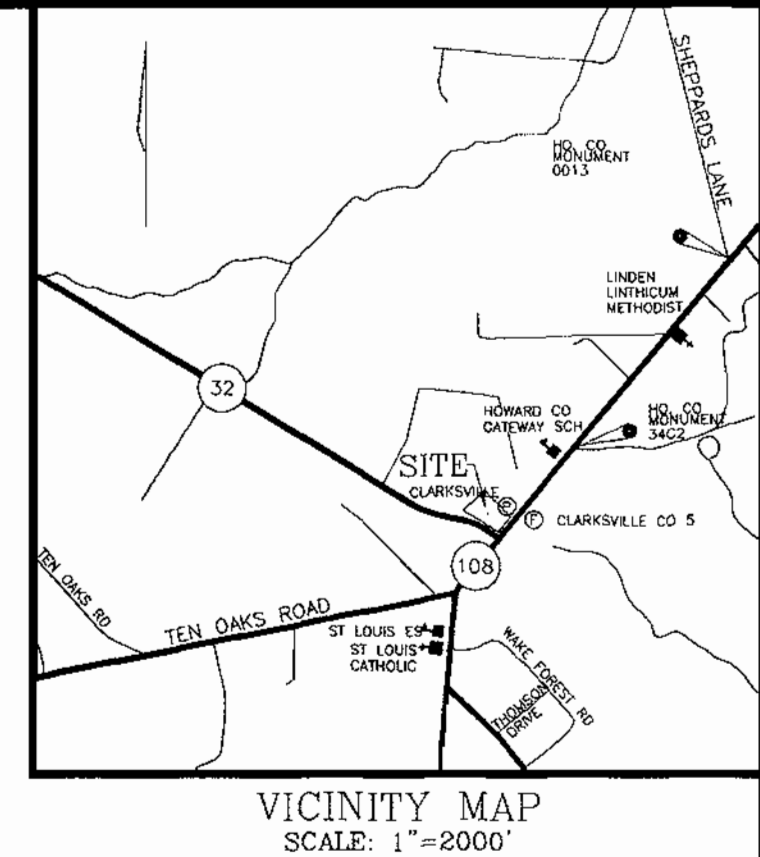 SHEPPARDS LANE
HO. CO
MONUMENT
0013
LINDEN
LINTHICUM
METHODIST
32
HOWARD CO
GATEWAY SCH
HO. CO
MONUMENT
34C2
SITE
CLARKSVILLE
P
F
CLARKSVILLE CO 5
108
TEN OAKS RD
TEN OAKS ROAD
ST LOUIS ES
ST LOUIS
CATHOLIC
WAKE FOREST RD
THOMSON
DRIVE
VICINITY MAP
SCALE: 1"=2000'